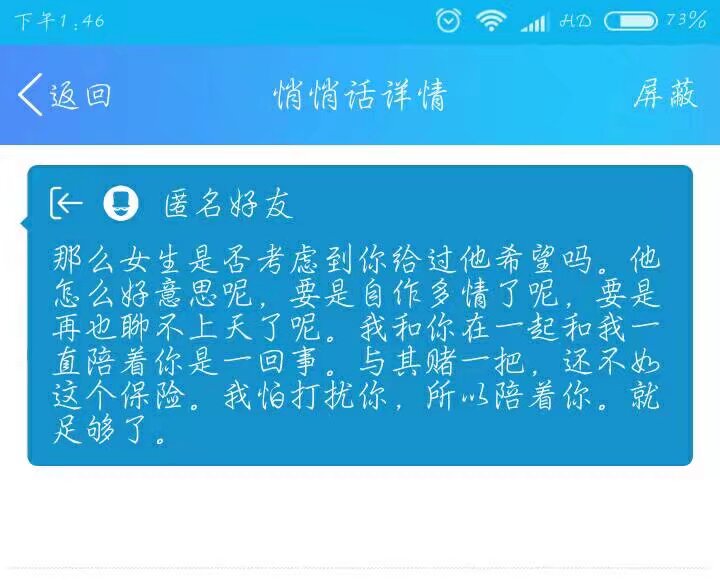 下午1:46
HD
73%
返回
悄悄话详情
屏蔽
匿名好友
那么女生是否考虑到你给过他希望吗。他
怎么好意思呢，要是自作多情了呢，要是
再也聊不上天了呢。我和你在一起和我一
直陪着你是一回事。与其赌一把，还不如
这个保险。我怕打扰你，所以陪着你。就
足够了。